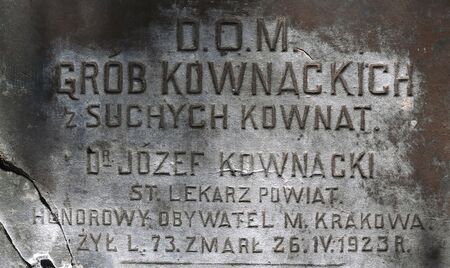 D.O.M.
GRÓB KOWNACKICH
z SUCHYCH KOWNAT.
DR JÓZEF KOWNACKI
ST. LEKARZ POWIAT.
HONOROWY OBYWATEL M. KRAKOWA.
ŻYŁ L. 73. ZMARŁ 26.IV.1923 R.